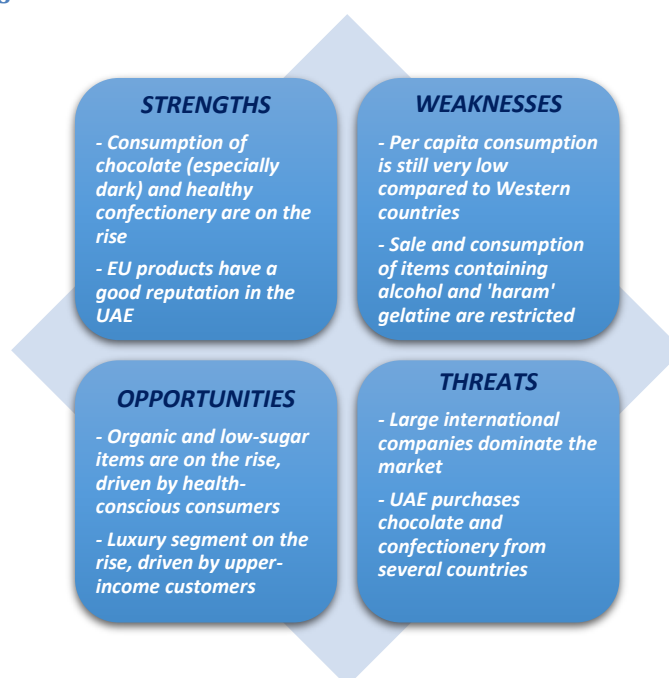 STRENGTHS
- Consumption of
chocolate (especially
dark) and healthy
confectionery are on the
rise
- EU products have a
good reputation in the
UAE
WEAKNESSES
- Per capita consumption
is still very low
compared to Western
countries
- Sale and consumption
of items containing
alcohol and 'haram'
gelatine are restricted
OPPORTUNITIES
- Organic and low-sugar
items are on the rise,
driven by health-
conscious consumers
- Luxury segment on the
rise, driven by upper-
income customers
THREATS
- Large international
companies dominate the
market
- UAE purchases
chocolate and
confectionery from
several countries